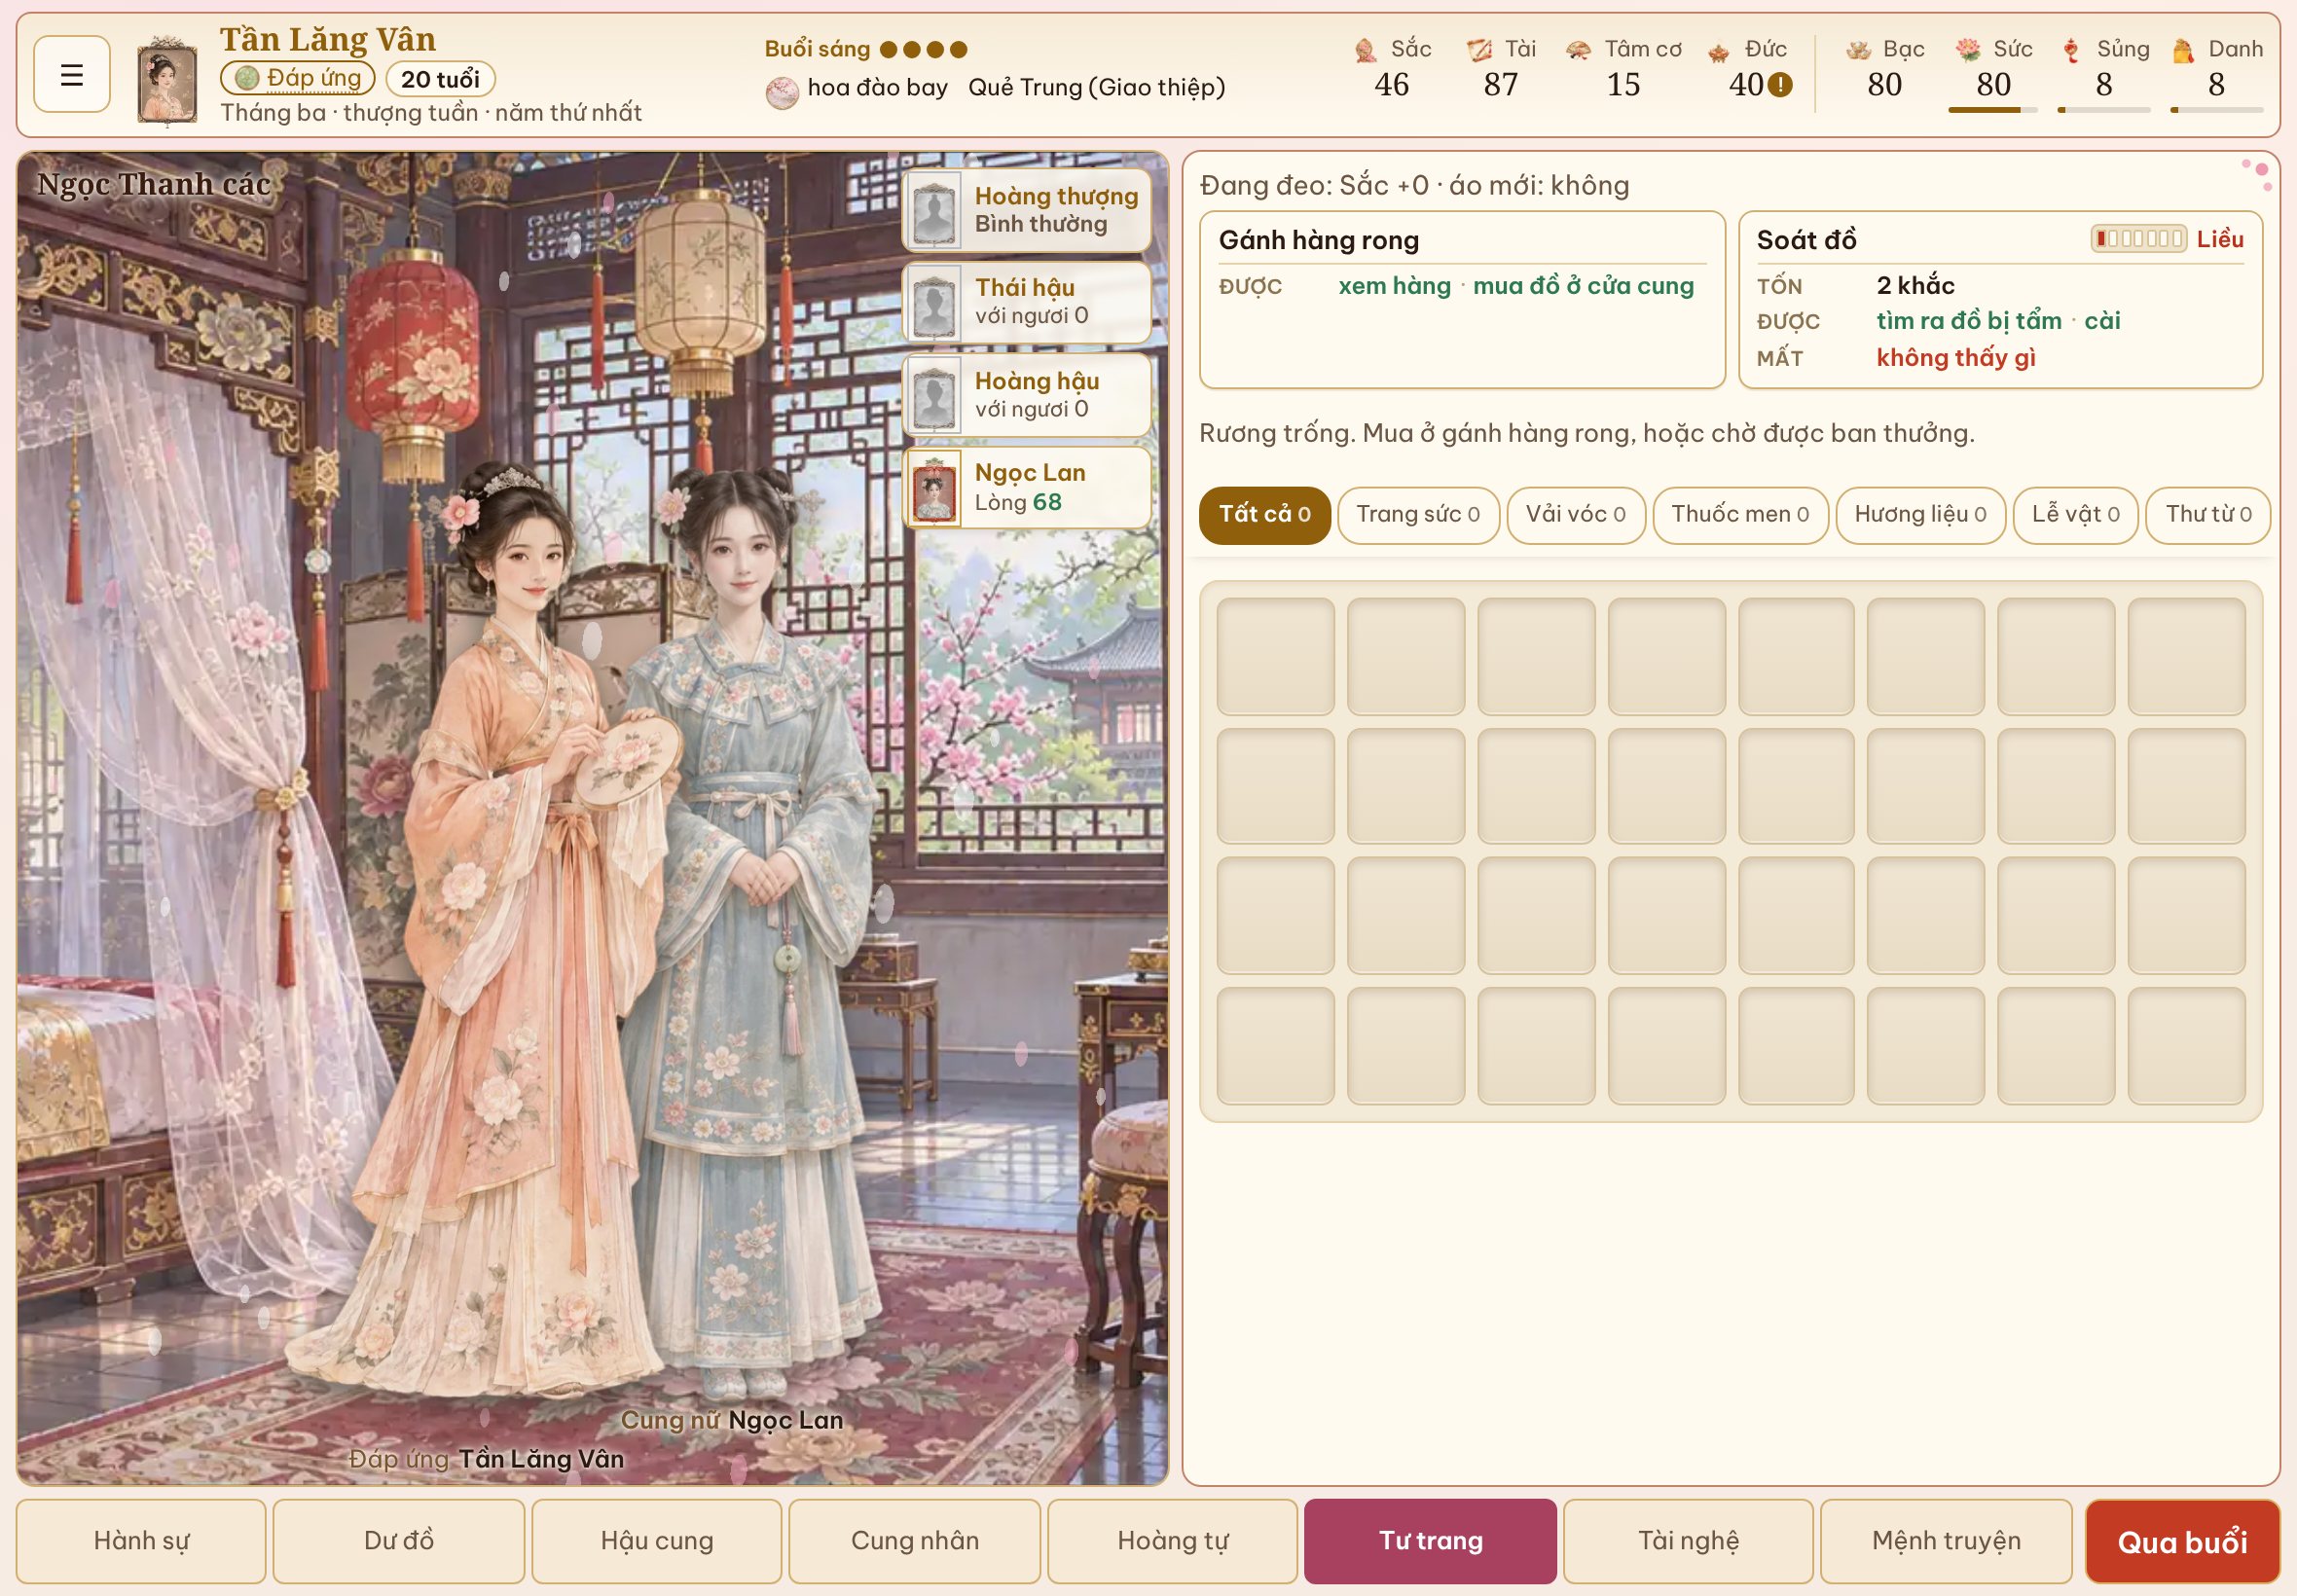 Tần Lăng Vân
Đáp ứng 20 tuổi
Tháng ba · thượng tuần · năm thứ nhất
Buổi sáng
hoa đào bay Quẻ Trung (Giao thiệp)
Sắc Tài Tâm cơ Đức Bạc Sức Sủng Danh
46 87 15 40 ! 80 80 8 8
Ngọc Thanh các
Hoàng thượng
Bình thường
Thái hậu
với ngươi 0
Hoàng hậu
với ngươi 0
Ngọc Lan
Lòng 68
Cung nữ Ngọc Lan
Đáp ứng Tần Lăng Vân
Đang đeo: Sắc +0 · áo mới: không
Gánh hàng rong
ĐƯỢC xem hàng · mua đồ ở cửa cung
Soát đồ Liều
TỐN 2 khắc
ĐƯỢC tìm ra đồ bị tẩm · cài
MẤT không thấy gì
Rương trống. Mua ở gánh hàng rong, hoặc chờ được ban thưởng.
Tất cả 0 Trang sức 0 Vải vóc 0 Thuốc men 0 Hương liệu 0 Lễ vật 0 Thư từ 0
Hành sự Dư đồ Hậu cung Cung nhân Hoàng tự Tư trang Tài nghệ Mệnh truyện Qua buổi